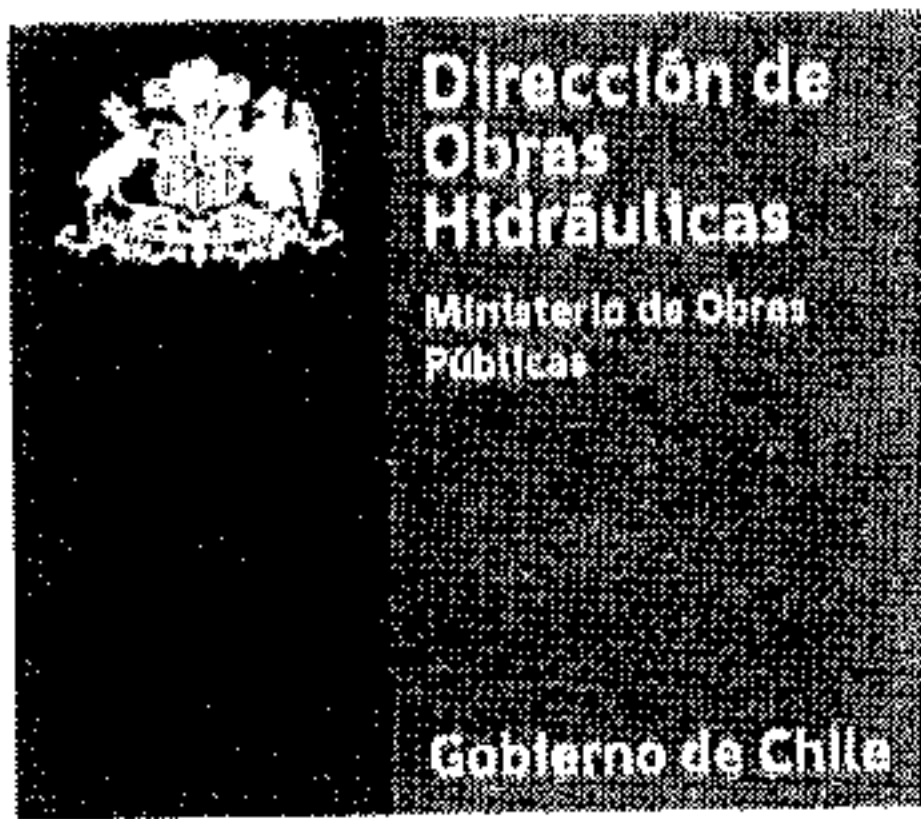 Dirección de
Obras
Hidráulicas
Ministerio de Obras
Públicas
Gobierno de Chile